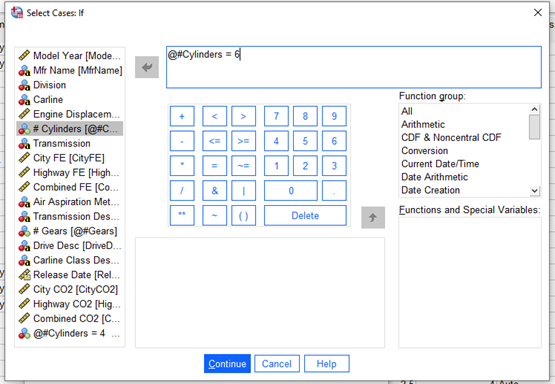 Select Cases: If
@#Cylinders = 6
Model Year [Mode...
Mfr Name [MfrName]
Division
Carline
Engine Displacem...
# Cylinders [@#C...
Transmission
City FE [CityFE]
Highway FE [High...
Combined FE [Co...
Air Aspiration Met...
Transmission Des...
# Gears [@#Gears]
Drive Desc [DriveD...
Carline Class Des...
Release Date [Rel...
City CO2 [CityCO2]
Highway CO2 [Hig...
Combined CO2 [C...
@#Cylinders = 4 ...
+ < > 7 8 9
- <= >= 4 5 6
* = ~= 1 2 3
/ & | 0 .
** ~ ( ) Delete
Function group:
All
Arithmetic
CDF & Noncentral CDF
Conversion
Current Date/Time
Date Arithmetic
Date Creation
Functions and Special Variables:
Continue Cancel Help